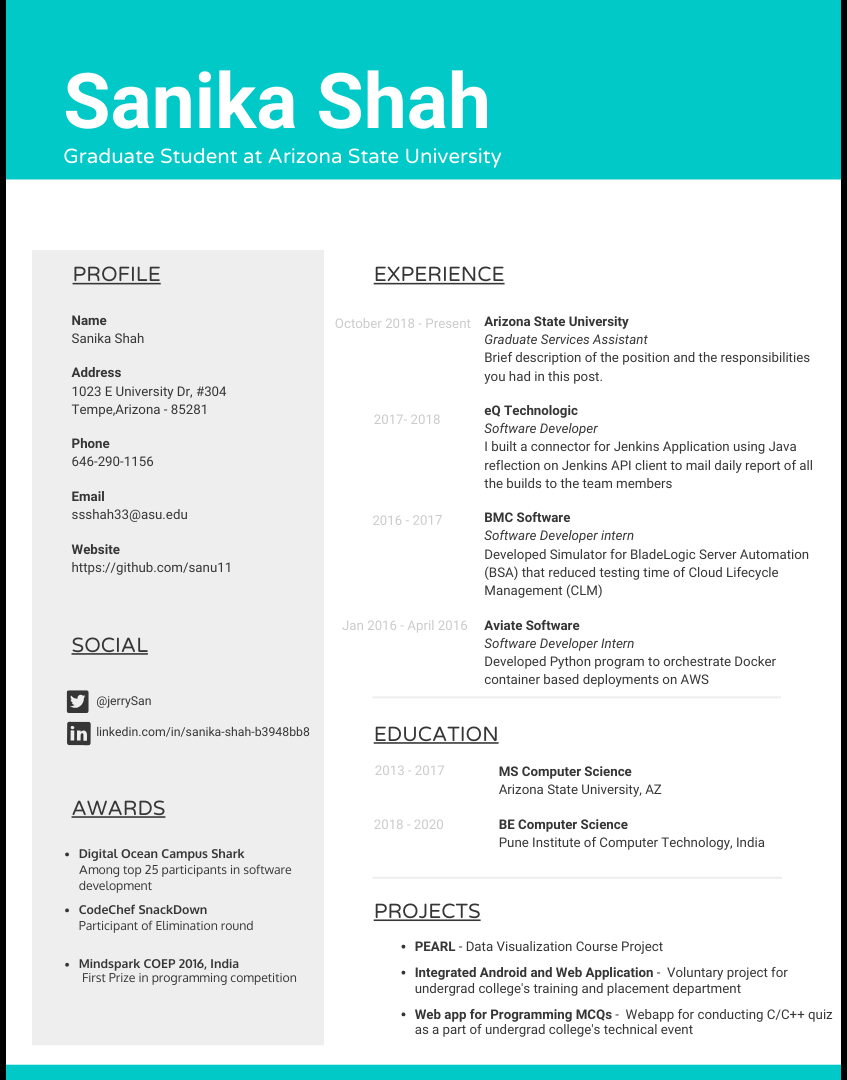 Sanika Shah
Graduate Student at Arizona State University
PROFILE
Name
Sanika Shah
Address
1023 E University Dr, #304
Tempe,Arizona - 85281
Phone
646-290-1156
Email
ssshah33@asu.edu
Website
https://github.com/sanu11
SOCIAL
@jerrySan
linkedin.com/in/sanika-shah-b3948bb8
AWARDS
• Digital Ocean Campus Shark
Among top 25 participants in software
development
• CodeChef SnackDown
Participant of Elimination round
• Mindspark COEP 2016, India
First Prize in programming competition
EXPERIENCE
October 2018 - Present
Arizona State University
Graduate Services Assistant
Brief description of the position and the responsibilities
you had in this post.
2017- 2018
eQ Technologic
Software Developer
I built a connector for Jenkins Application using Java
reflection on Jenkins API client to mail daily report of all
the builds to the team members
2016 - 2017
BMC Software
Software Developer intern
Developed Simulator for BladeLogic Server Automation
(BSA) that reduced testing time of Cloud Lifecycle
Management (CLM)
Jan 2016 - April 2016
Aviate Software
Software Developer Intern
Developed Python program to orchestrate Docker
container based deployments on AWS
EDUCATION
2013 - 2017
MS Computer Science
Arizona State University, AZ
2018 - 2020
BE Computer Science
Pune Institute of Computer Technology, India
PROJECTS
• PEARL - Data Visualization Course Project
• Integrated Android and Web Application - Voluntary project for
undergrad college's training and placement department
• Web app for Programming MCQs - Webapp for conducting C/C++ quiz
as a part of undergrad college's technical event